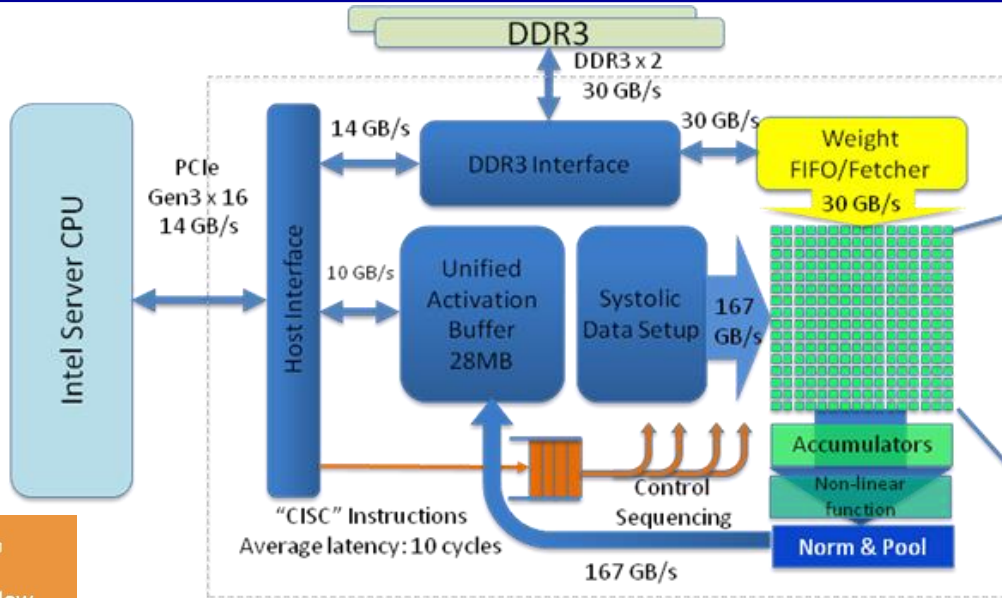 DDR3
DDR3 x 2
30 GB/s
14 GB/s
30 GB/s
DDR3 Interface
Weight
FIFO/Fetcher
30 GB/s
PCIe
Gen3 x 16
14 GB/s
Intel Server CPU
Host Interface
10 GB/s
Unified
Activation
Buffer
28MB
Systolic
Data Setup
167
GB/s
Accumulators
Non-linear
function
Norm & Pool
Control
Sequencing
“CISC” Instructions
Average latency: 10 cycles
167 GB/s